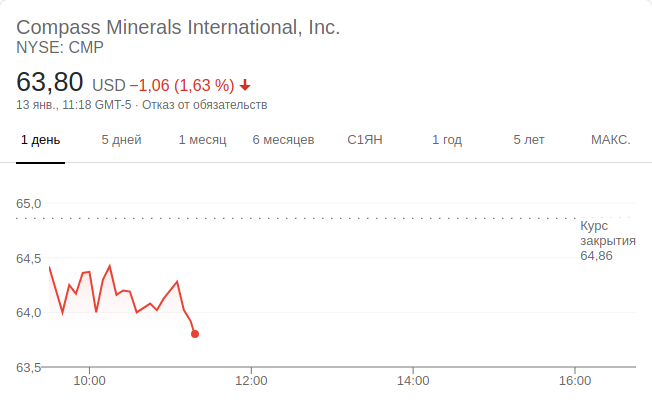 Compass Minerals International, Inc.
NYSE: CMP
63,80 USD −1,06 (1,63 %)
13 янв., 11:18 GMT-5 · Отказ от обязательств
1 день 5 дней 1 месяц 6 месяцев С1ЯН 1 год 5 лет МАКС.
65,0
Курс
закрытия
64,86
64,5
64,0
63,5
10:00 12:00 14:00 16:00